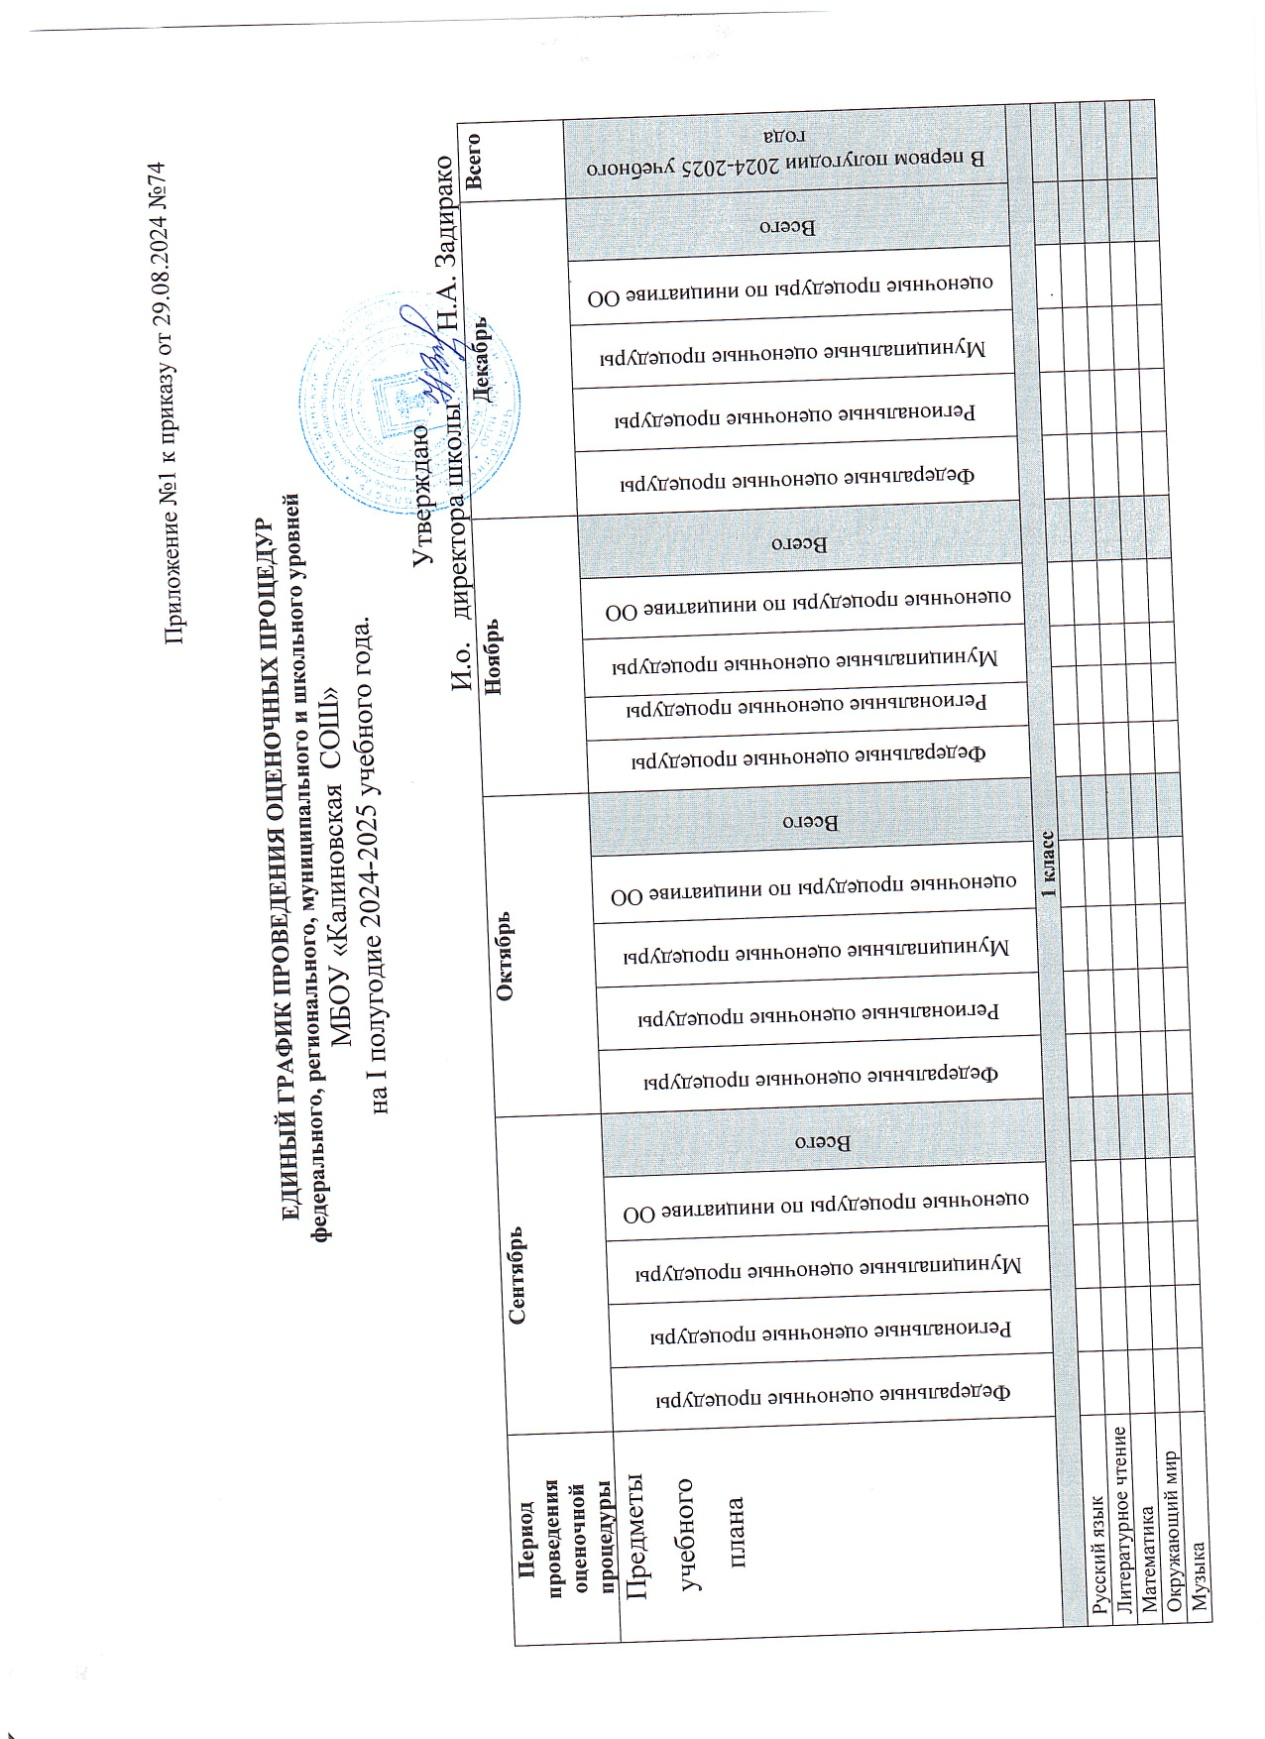 Приложение №1 к приказу от 29.08.2024 №74
ЕДИНЫЙ ГРАФИК ПРОВЕДЕНИЯ ОЦЕНОЧНЫХ ПРОЦЕДУР
федерального, регионального, муниципального и школьного уровней
МБОУ «Калиновская СОШ»
на I полугодие 2024-2025 учебного года.
Утверждаю
И.о. директора школы Н.А. Задирако
Период
проведения
оценочной
процедуры
Сентябрь
Октябрь
Ноябрь
Декабрь
Всего
Предметы
учебного
плана
Федеральные оценочные процедуры
Региональные оценочные процедуры
Муниципальные оценочные процедуры
оценочные процедуры по инициативе ОО
Всего
Федеральные оценочные процедуры
Региональные оценочные процедуры
Муниципальные оценочные процедуры
оценочные процедуры по инициативе ОО
Всего
Федеральные оценочные процедуры
Региональные оценочные процедуры
Муниципальные оценочные процедуры
оценочные процедуры по инициативе ОО
Всего
Федеральные оценочные процедуры
Региональные оценочные процедуры
Муниципальные оценочные процедуры
оценочные процедуры по инициативе ОО
Всего
В первом полугодии 2024-2025 учебного
года
1 класс
Русский язык
Литературное чтение
Математика
Окружающий мир
Музыка